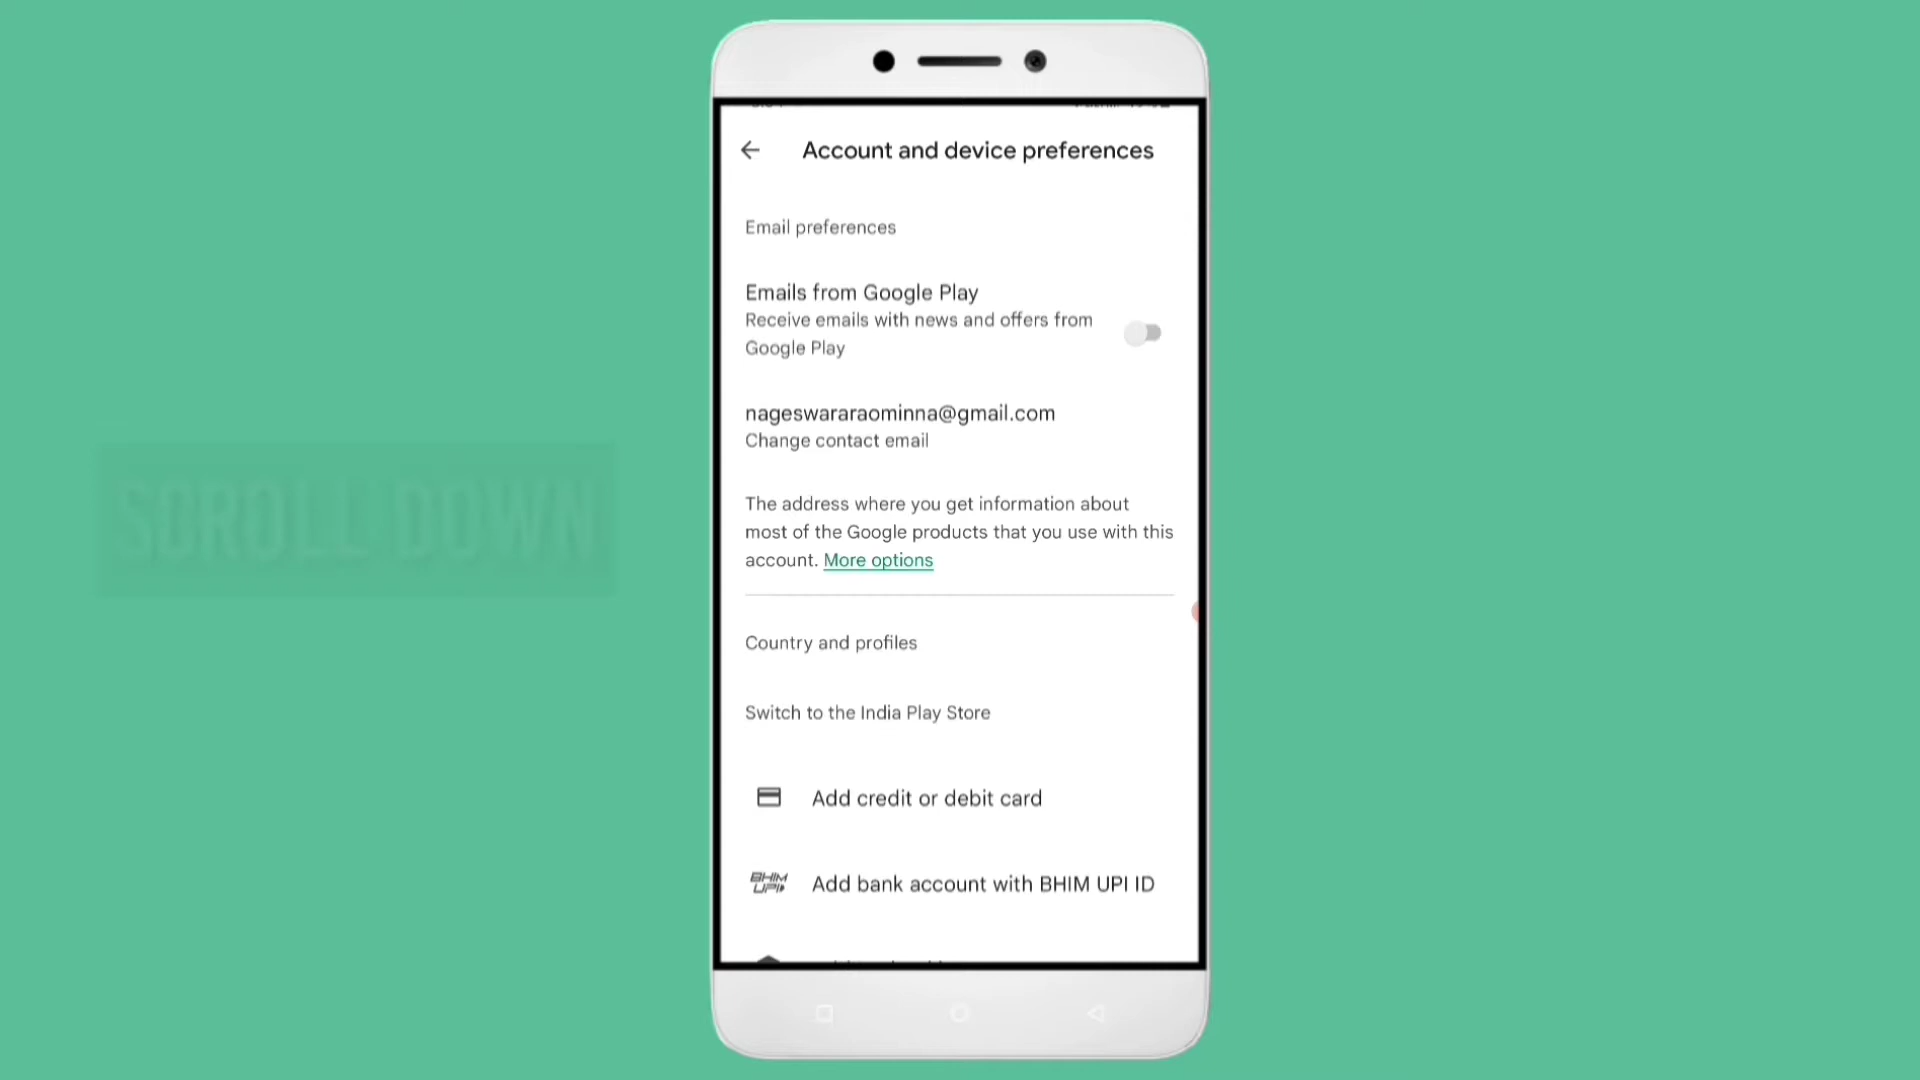 Account and device preferences
Email preferences
Emails from Google Play
Receive emails with news and offers from
Google Play
nageswararaominna@gmail.com
Change contact email
The address where you get information about
most of the Google products that you use with this
account. More options
SCROLL DOWN
Country and profiles
Switch to the India Play Store
Add credit or debit card
BHIM
UPI
Add bank account with BHIM UPI ID